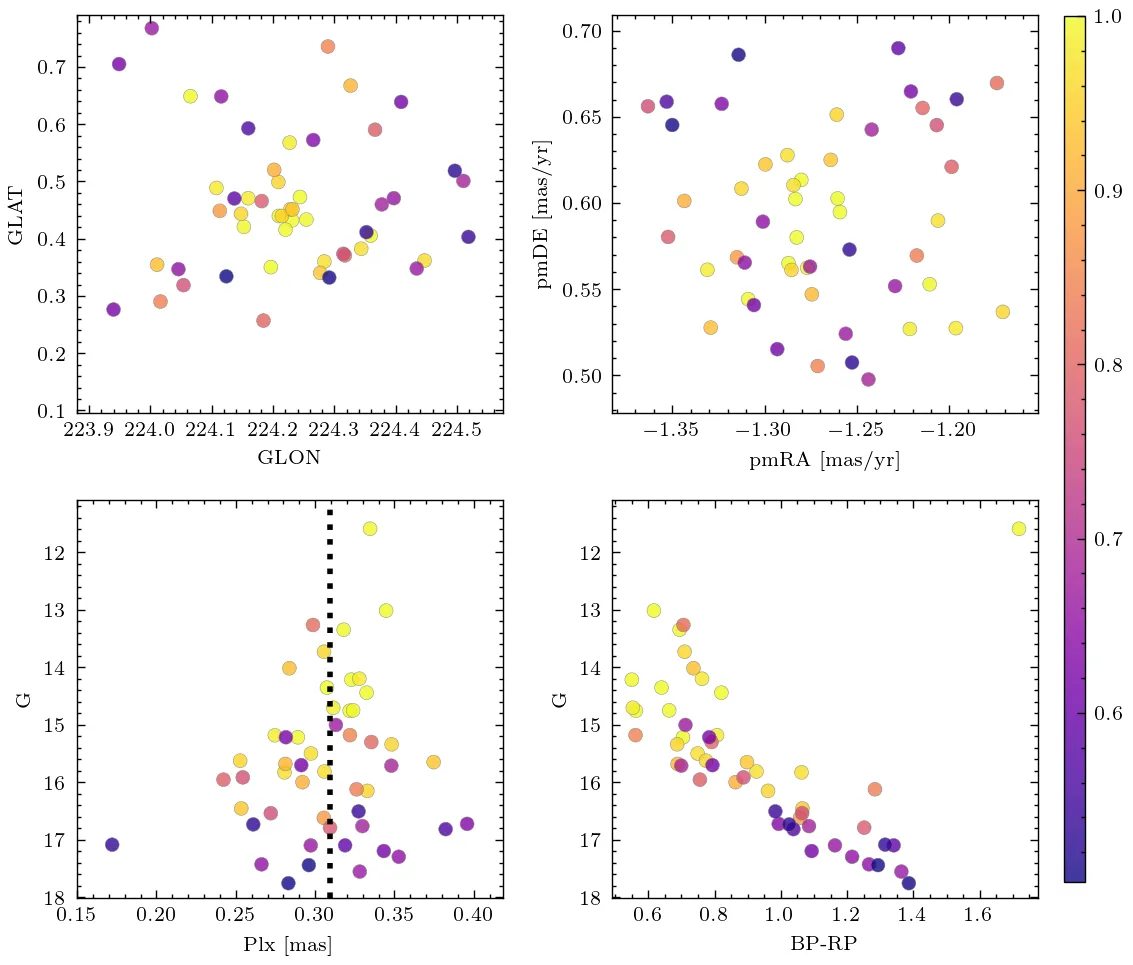 0.7
0.6
0.5
0.4
0.3
0.2
0.1
GLAT
223.9 224.0 224.1 224.2 224.3 224.4 224.5
GLON
0.70
0.65
0.60
0.55
0.50
pmDE [mas/yr]
−1.35 −1.30 −1.25 −1.20
pmRA [mas/yr]
12
13
14
15
16
17
18
G
0.15 0.20 0.25 0.30 0.35 0.40
Plx [mas]
12
13
14
15
16
17
18
G
0.6 0.8 1.0 1.2 1.4 1.6
BP-RP
1.0
0.9
0.8
0.7
0.6